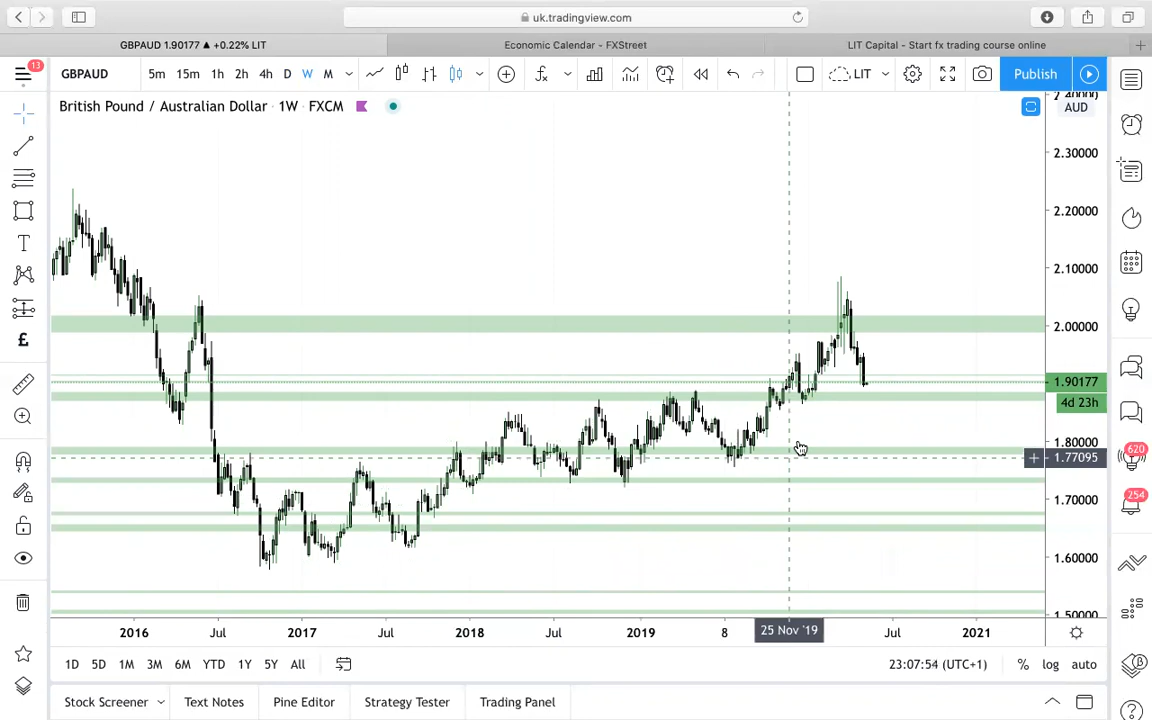 uk.tradingview.com
GBPAUD 1.90177 ▲ +0.22% LIT
Economic Calendar - FXStreet
LIT Capital - Start fx trading course online
13
GBPAUD
5m 15m 1h 2h 4h D W M
LIT
Publish
British Pound / Australian Dollar · 1W · FXCM
2.40000
AUD
2.30000
2.20000
2.10000
2.00000
1.90177
4d 23h
1.80000
1.77095
1.70000
1.60000
1.50000
620
254
2016 Jul 2017 Jul 2018 Jul 2019 8 25 Nov '19 Jul 2021
1D 5D 1M 3M 6M YTD 1Y 5Y All
23:07:54 (UTC+1) % log auto
Stock Screener Text Notes Pine Editor Strategy Tester Trading Panel